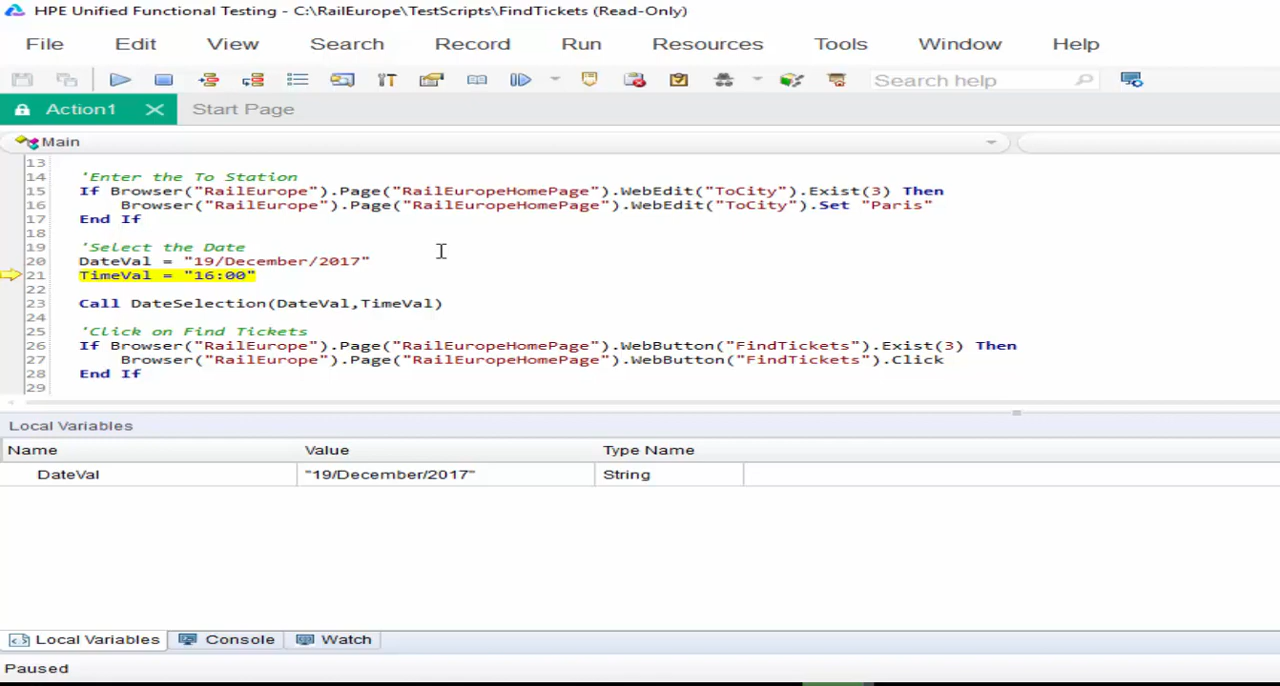 HPE Unified Functional Testing - C:\RailEurope\TestScripts\FindTickets (Read-Only)
File Edit View Search Record Run Resources Tools Window Help
Search help
Action1 Start Page
Main
13
14 'Enter the To Station
15 If Browser("RailEurope").Page("RailEuropeHomePage").WebEdit("ToCity").Exist(3) Then
16 Browser("RailEurope").Page("RailEuropeHomePage").WebEdit("ToCity").Set "Paris"
17 End If
18
19 'Select the Date
20 DateVal = "19/December/2017"
21 TimeVal = "16:00"
22
23 Call DateSelection(DateVal,TimeVal)
24
25 'Click on Find Tickets
26 If Browser("RailEurope").Page("RailEuropeHomePage").WebButton("FindTickets").Exist(3) Then
27 Browser("RailEurope").Page("RailEuropeHomePage").WebButton("FindTickets").Click
28 End If
29
Local Variables
Name Value Type Name
DateVal "19/December/2017" String
Local Variables Console Watch
Paused